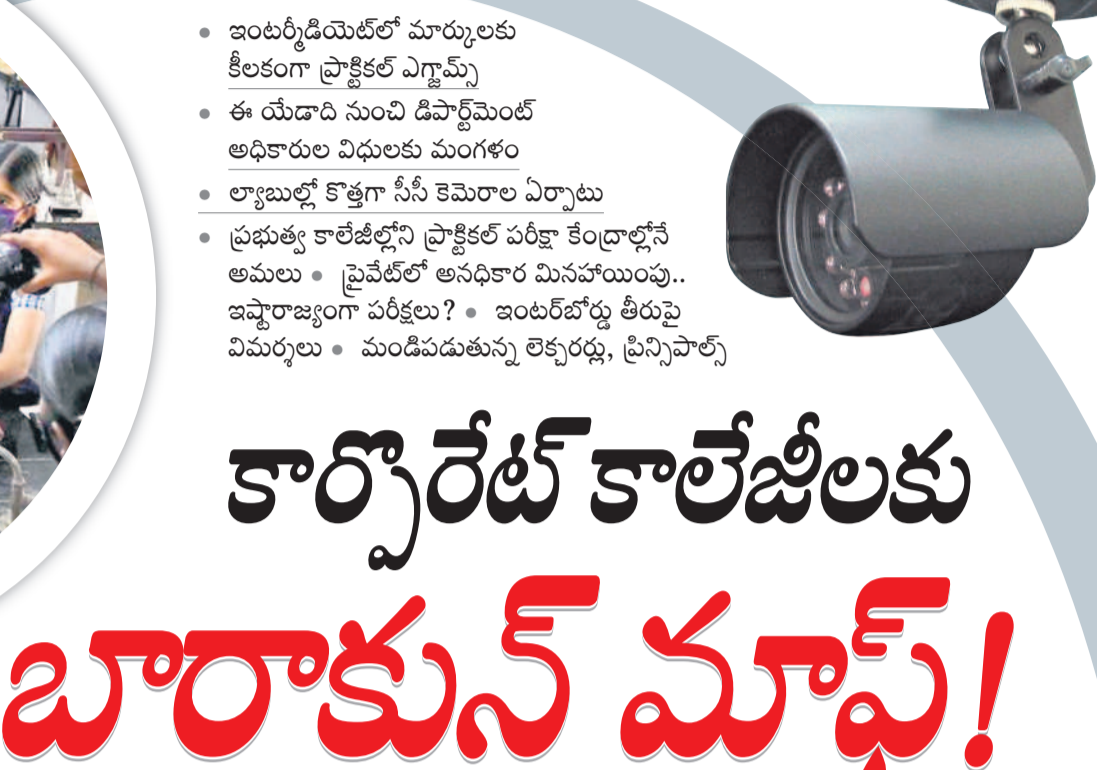 • ఇంటర్మీడియెట్‌లో మార్కులకు
కీలకంగా ప్రాక్టికల్ ఎగ్జామ్స్
• ఈ యేడాది నుంచి డిపార్ట్‌మెంట్
అధికారుల విధులకు మంగళం
• ల్యాబుల్లో కొత్తగా సీసీ కెమెరాల ఏర్పాటు
• ప్రభుత్వ కాలేజీల్లోని ప్రాక్టికల్ పరీక్షా కేంద్రాల్లోనే
అమలు • ప్రైవేట్‌లో అనధికార మినహాయింపు..
ఇష్టారాజ్యంగా పరీక్షలు? • ఇంటర్‌బోర్డు తీరుపై
విమర్శలు • మండిపడుతున్న లెక్చరర్లు, ప్రిన్సిపాల్స్
కార్పొరేట్ కాలేజీలకు
బారాకున్ మాఫ్!